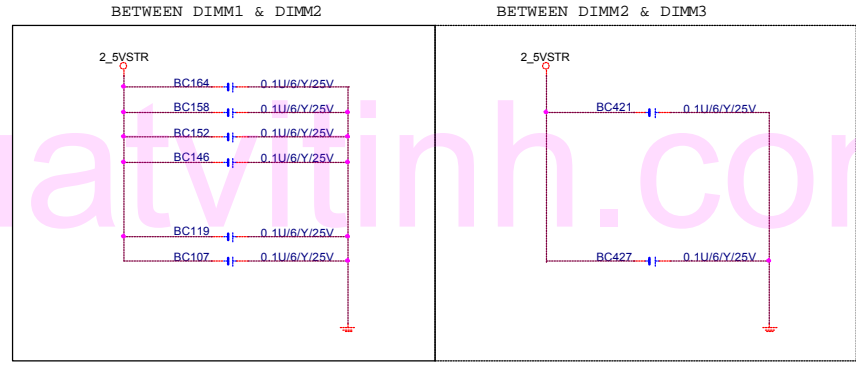 BETWEEN DIMM1 & DIMM2
BETWEEN DIMM2 & DIMM3
2_5VSTR
BC164 0.1U/6/Y/25V
BC158 0.1U/6/Y/25V
BC152 0.1U/6/Y/25V
BC146 0.1U/6/Y/25V
BC119 0.1U/6/Y/25V
BC107 0.1U/6/Y/25V
2_5VSTR
BC421 0.1U/6/Y/25V
BC427 0.1U/6/Y/25V
atvitinh.co